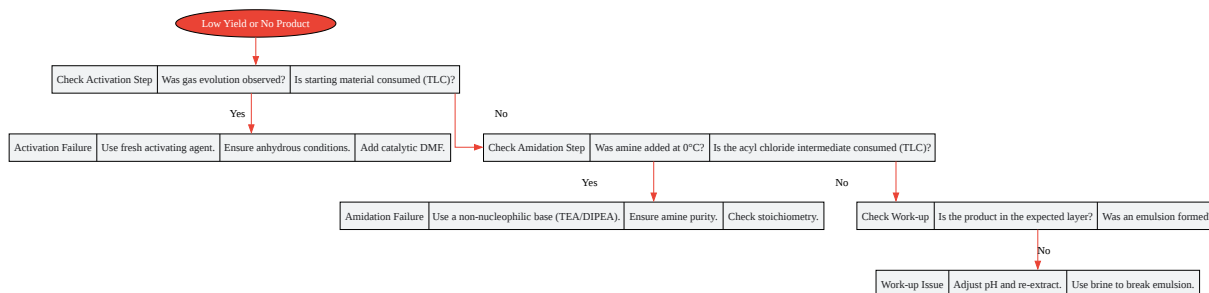 Low Yield or No Product
Check Activation Step
Was gas evolution observed?
Is starting material consumed (TLC)?
Yes
No
Activation Failure
Use fresh activating agent.
Ensure anhydrous conditions.
Add catalytic DMF.
Check Amidation Step
Was amine added at 0°C?
Is the acyl chloride intermediate consumed (TLC)?
Yes
No
Amidation Failure
Use a non-nucleophilic base (TEA/DIPEA).
Ensure amine purity.
Check stoichiometry.
Check Work-up
Is the product in the expected layer?
Was an emulsion formed
No
Work-up Issue
Adjust pH and re-extract.
Use brine to break emulsion.